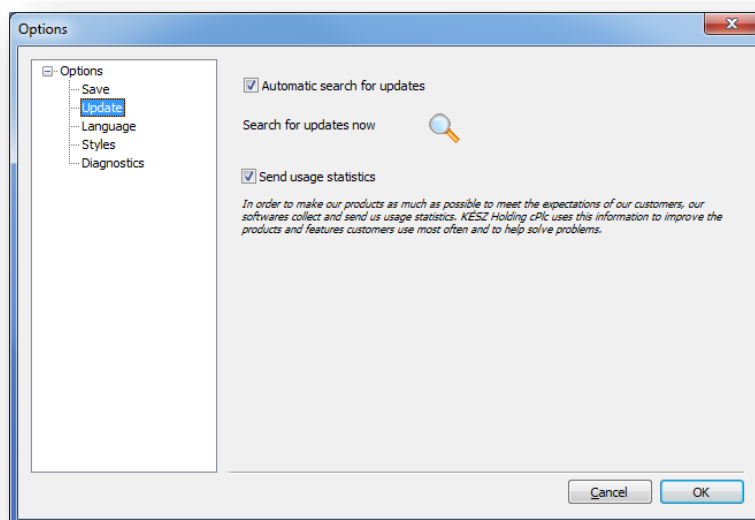 Options
Options
Save
Update
Language
Styles
Diagnostics
Automatic search for updates
Search for updates now
Send usage statistics
In order to make our products as much as possible to meet the expectations of our customers, our
softwares collect and send us usage statistics. KÉSZ Holding cPlc uses this information to improve the
products and features customers use most often and to help solve problems.
Cancel
OK